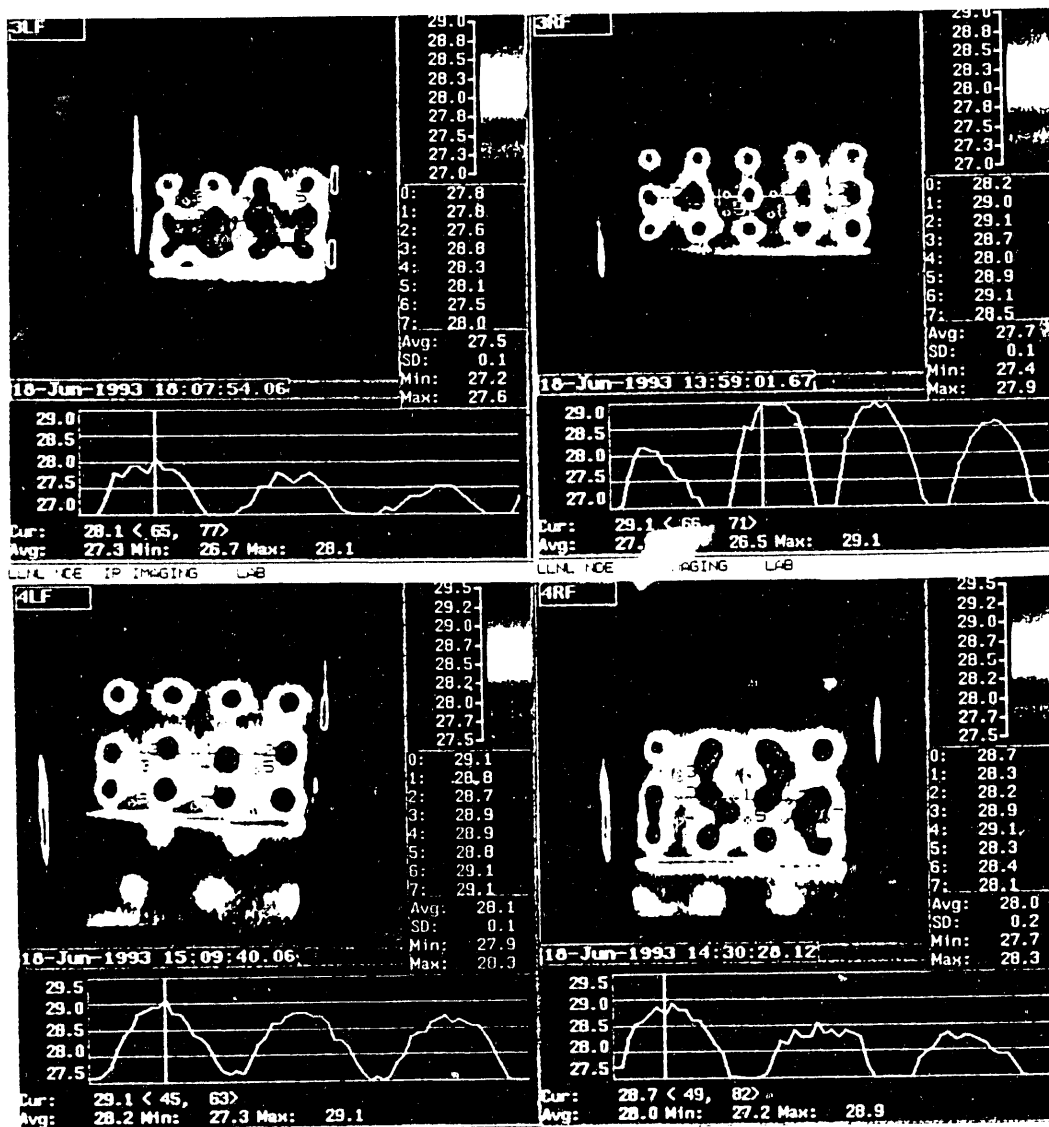 3LF
29.0
28.8
28.5
28.3
28.0
27.8
27.5
27.3
27.0
0: 27.8
1: 27.8
2: 27.6
3: 28.8
4: 28.3
5: 28.1
6: 27.5
7: 28.0
Avg: 27.5
SD: 0.1
Min: 27.2
Max: 27.6
18-Jun-1993 18:07:54.06
29.0
28.5
28.0
27.5
27.0
Cur: 28.1 < 65, 77>
Avg: 27.3 Min: 26.7 Max: 28.1
LLNL NDE IP IMAGING LAB
3RF
29.0
28.8
28.5
28.3
28.0
27.8
27.5
27.3
27.0
0: 28.2
1: 29.0
2: 29.1
3: 28.7
4: 28.0
5: 28.9
6: 29.1
7: 28.5
Avg: 27.7
SD: 0.1
Min: 27.4
Max: 27.9
18-Jun-1993 13:59:01.67
29.0
28.5
28.0
27.5
27.0
Cur: 29.1 < 66, 71>
Avg: 26.5 Max: 29.1
LLNL NDE LAB
4LF
29.5
29.2
29.0
28.7
28.5
28.2
28.0
27.7
27.5
0: 29.1
1: 28.8
2: 28.7
3: 28.9
4: 28.9
5: 28.8
6: 29.1
7: 29.1
Avg: 28.1
SD: 0.1
Min: 27.9
Max:
18-Jun-1993 15:09:40.06
29.5
29.0
28.5
28.0
27.5
Cur: 29.1 < 45, 63>
Avg: 28.2 Min: 27.3 Max: 29.1
4RF
29.5
29.2
29.0
28.7
28.5
28.2
28.0
27.7
27.5
0: 28.7
1: 28.3
2: 28.2
3: 28.9
4: 29.1
5: 28.3
6: 28.4
7: 28.1
Avg: 28.0
SD: 0.2
Min: 27.7
Max: 28.3
18-Jun-1993 14:30:28.12
29.5
29.0
28.5
28.0
27.5
Cur: 28.7 < 49, 82>
Avg: 28.0 Min: 27.2 Max: 28.9